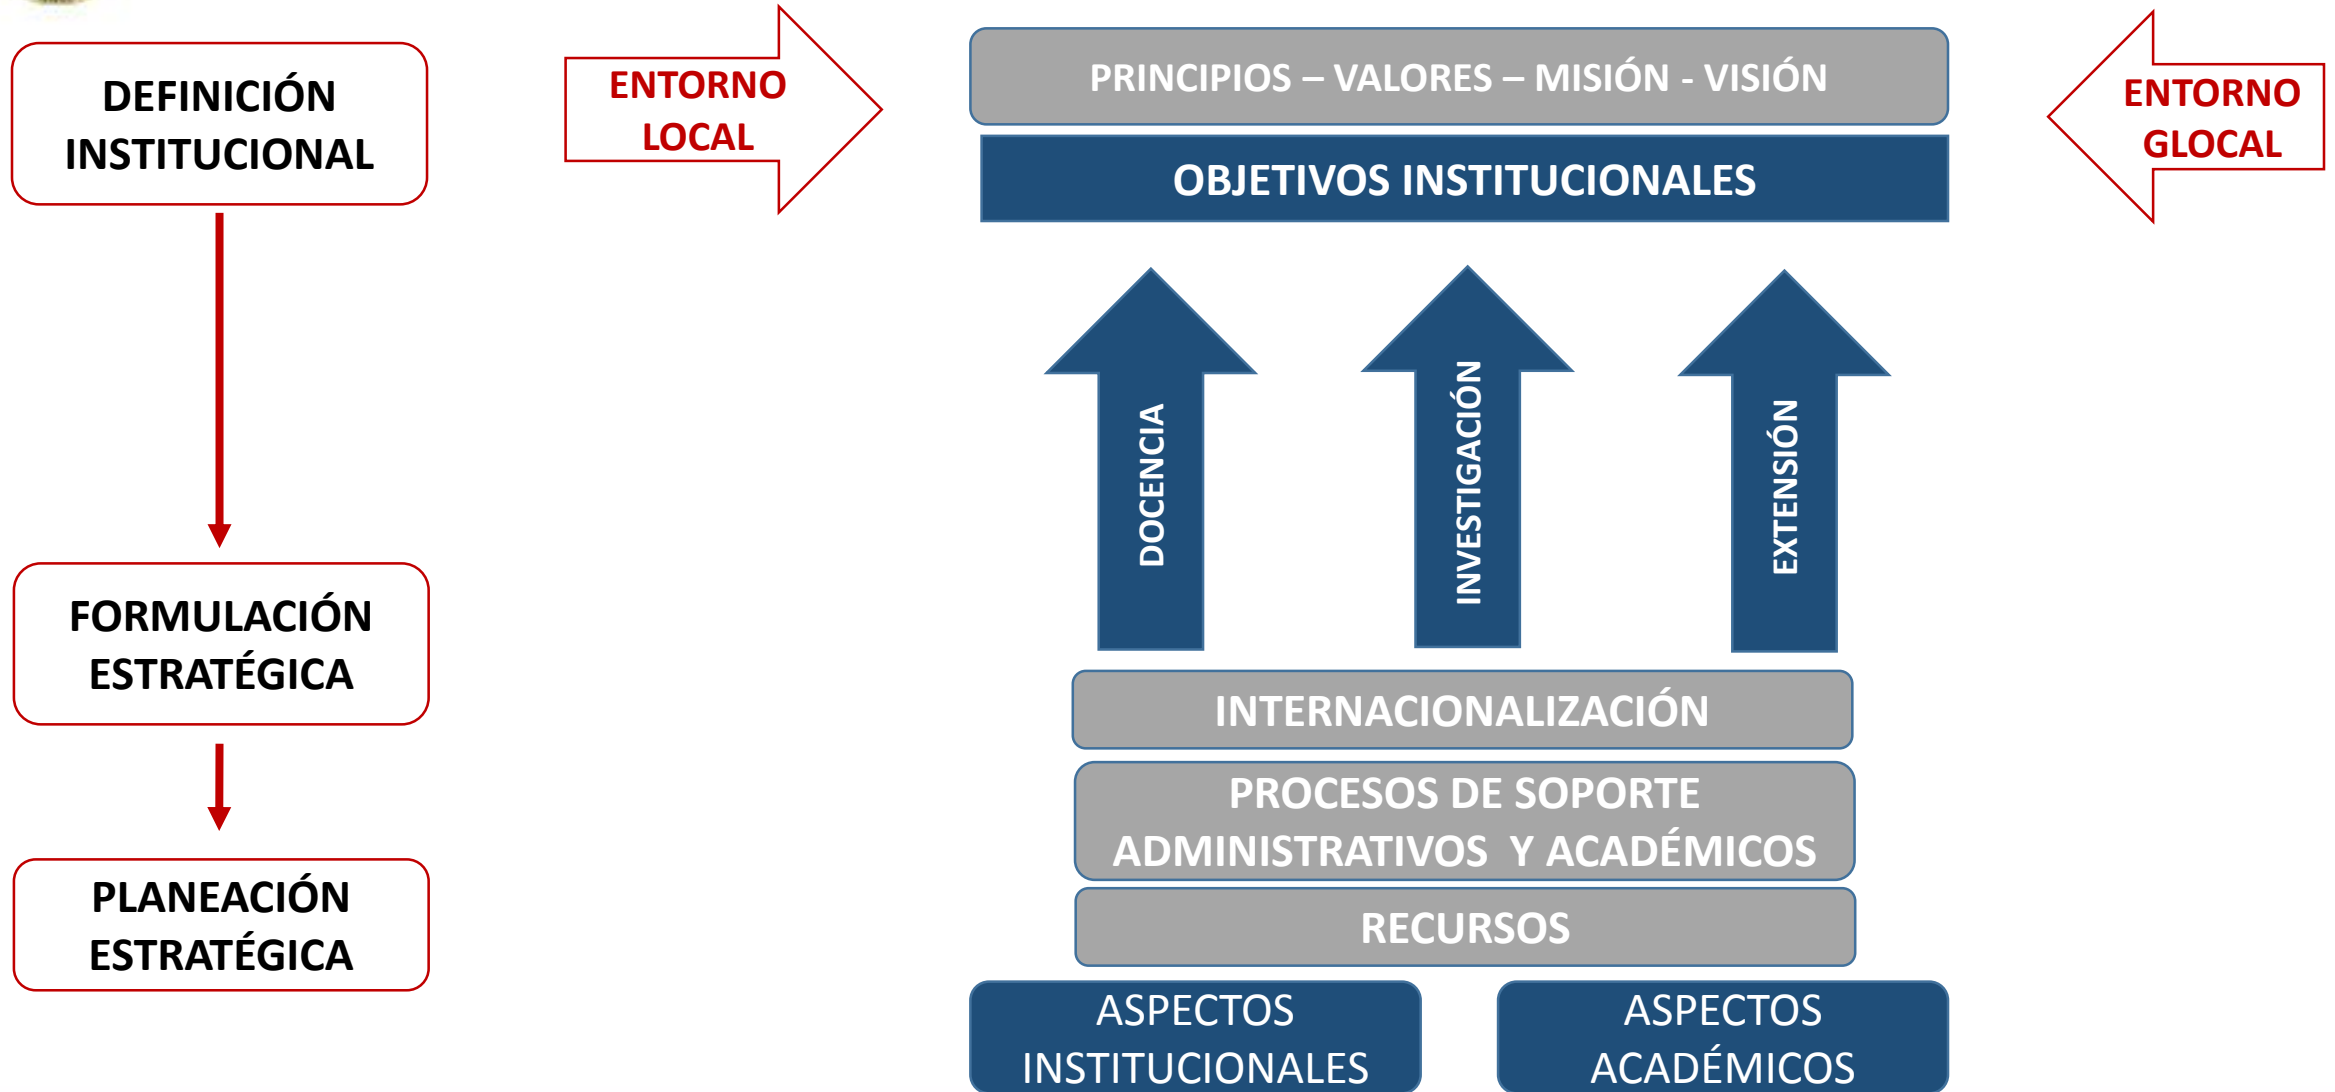 DEFINICIÓN
INSTITUCIONAL
ENTORNO
LOCAL
PRINCIPIOS – VALORES – MISIÓN - VISIÓN
OBJETIVOS INSTITUCIONALES
ENTORNO
GLOCAL
DOCENCIA
INVESTIGACIÓN
EXTENSIÓN
FORMULACIÓN
ESTRATÉGICA
INTERNACIONALIZACIÓN
PROCESOS DE SOPORTE
ADMINISTRATIVOS  Y ACADÉMICOS
PLANEACIÓN
ESTRATÉGICA
RECURSOS
ASPECTOS
INSTITUCIONALES
ASPECTOS
ACADÉMICOS